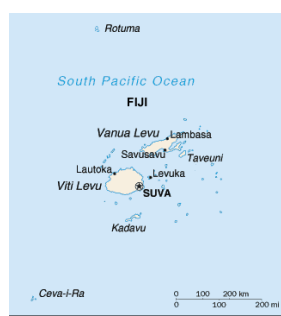 Rotuma
South Pacific Ocean
FIJI
Vanua Levu
Lambasa
Savusavu
Taveuni
Lautoka
Levuka
Viti Levu
SUVA
Kadavu
Ceva-i-Ra
0 100 200 km
0 100 200 mi